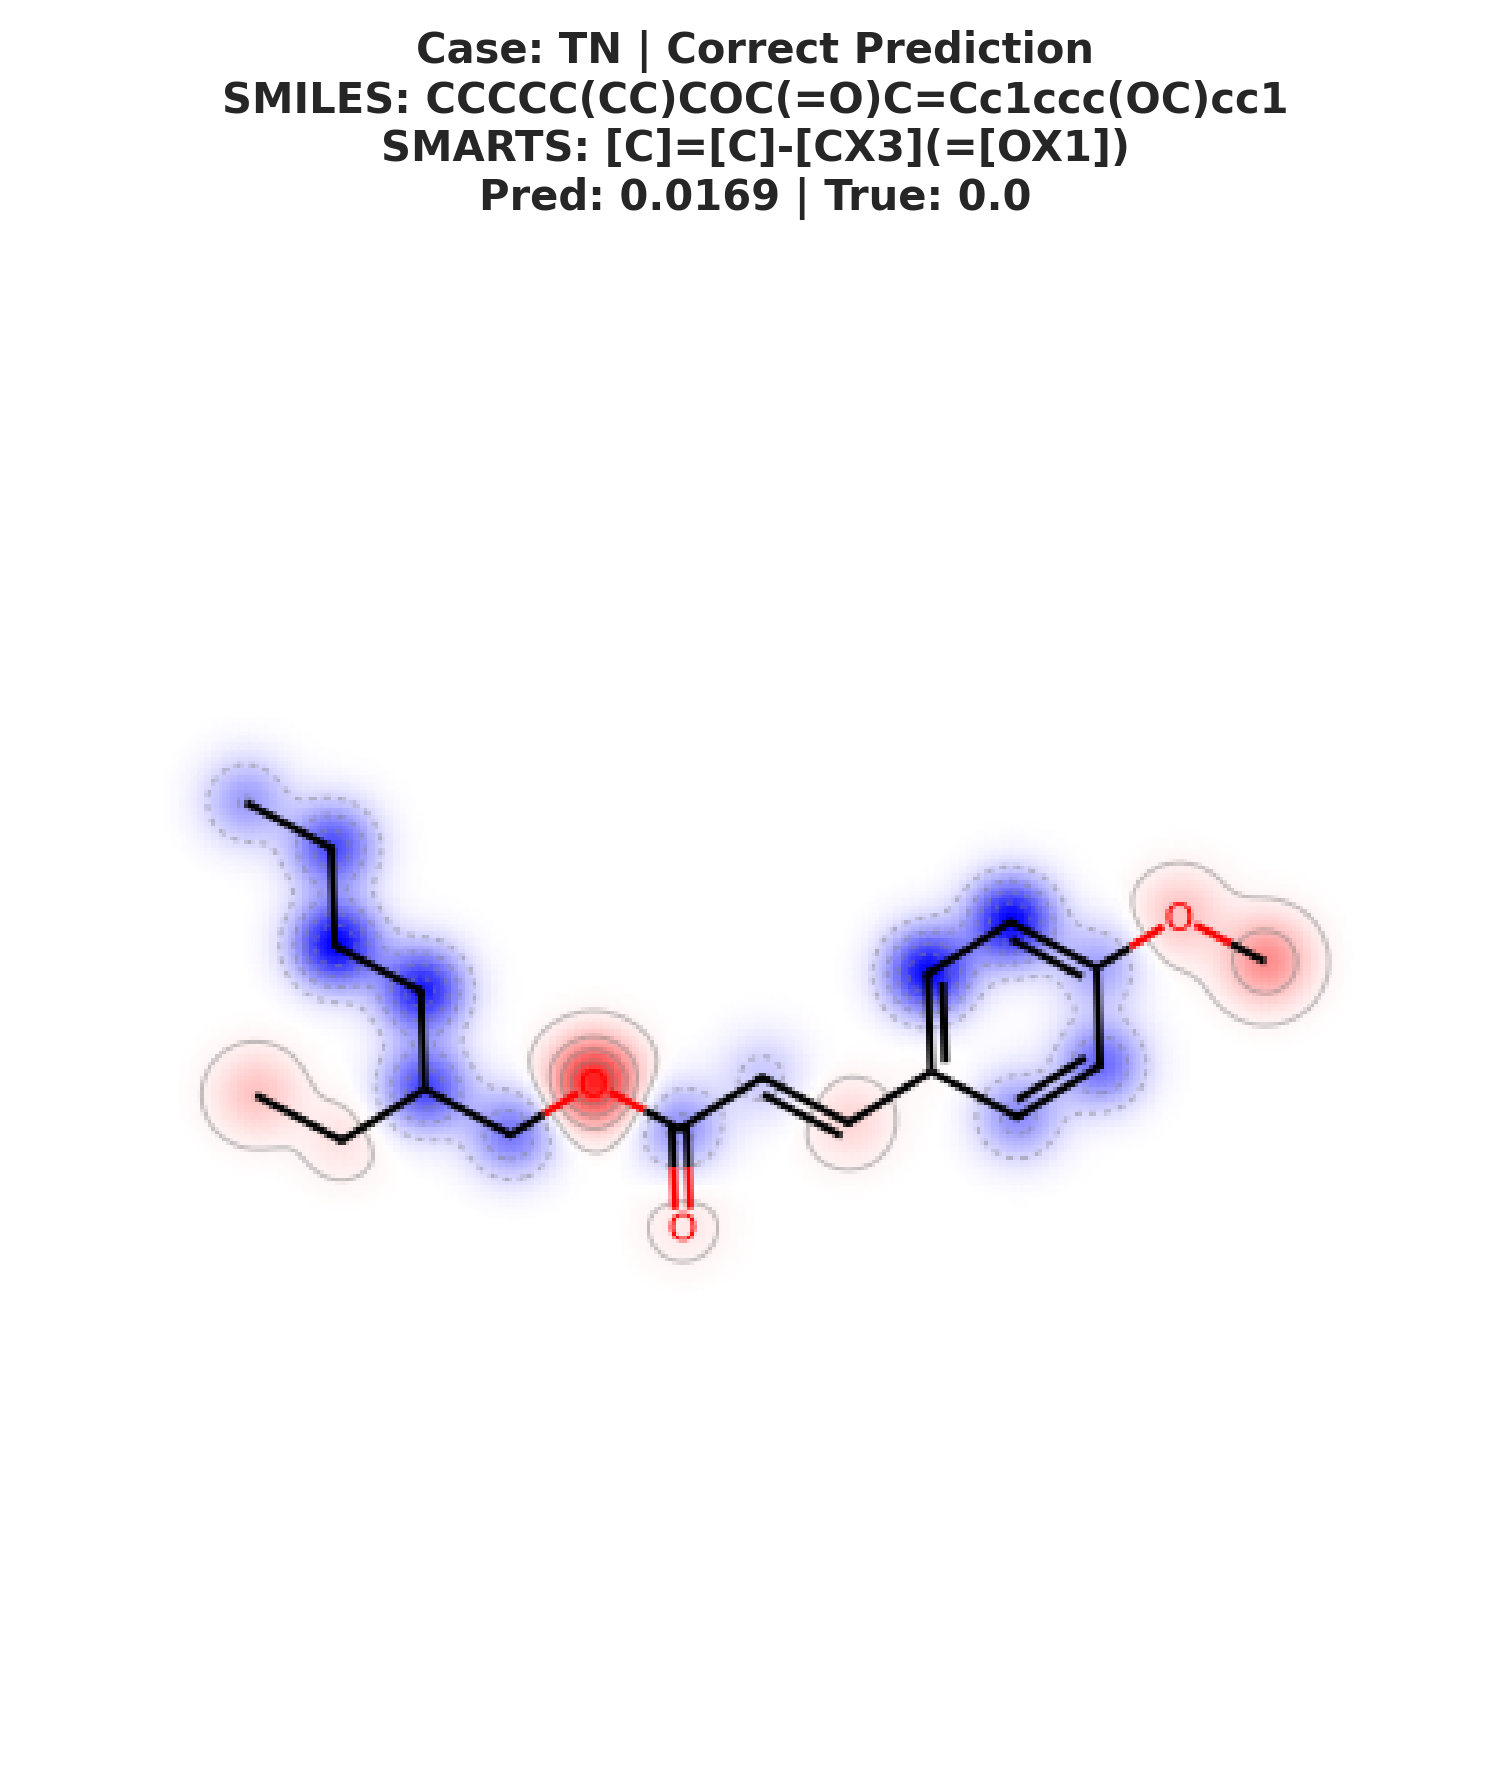 Case: TN | Correct Prediction
SMILES: CCCCC(CC)COC(=O)C=Cc1ccc(OC)cc1
SMARTS: [C]=[C]-[CX3](=[OX1])
Pred: 0.0169 | True: 0.0
O
O
O